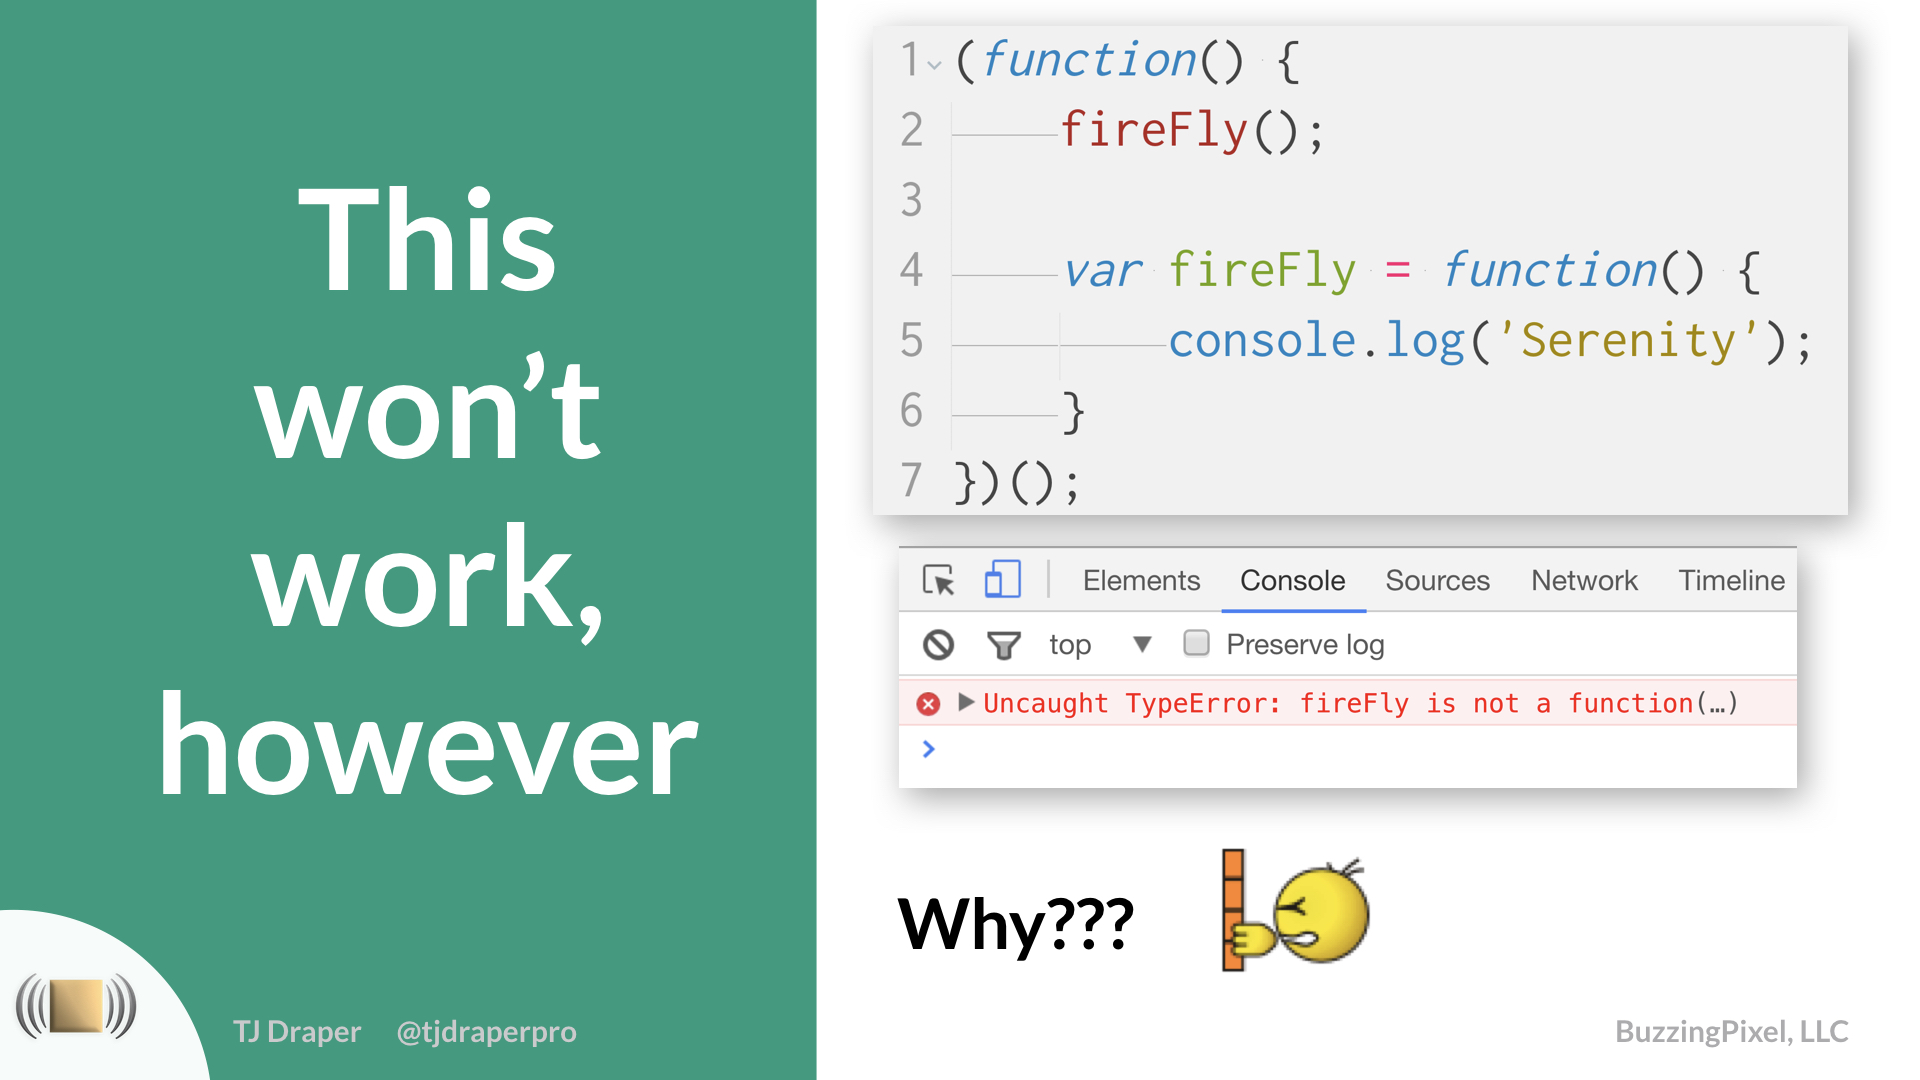 This
won’t
work,
however
1 (function() {
2 fireFly();
3
4 var fireFly = function() {
5 console.log('Serenity');
6 }
7 })();
Elements Console Sources Network Timeline
top ▼ Preserve log
Uncaught TypeError: fireFly is not a function(…)
>
Why???
TJ Draper @tjdraperpro
BuzzingPixel, LLC